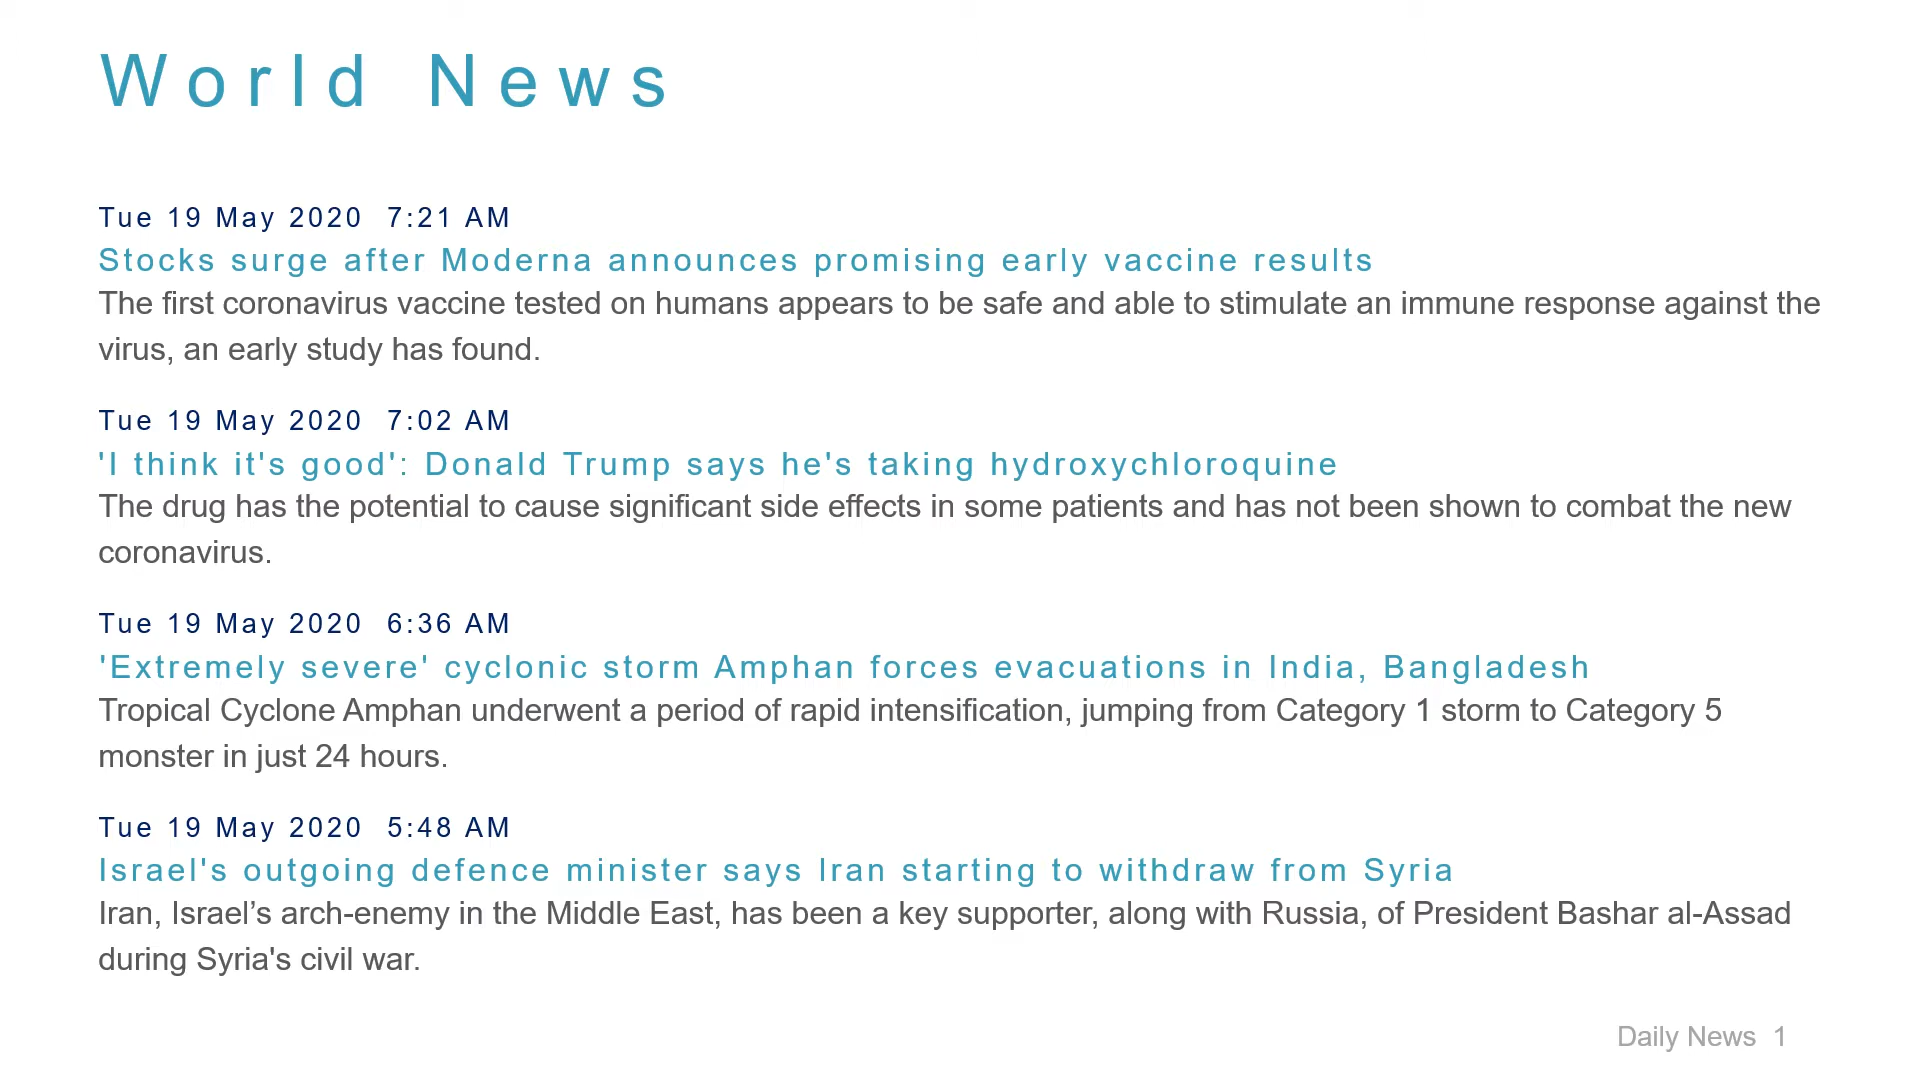 World News
Tue 19 May 2020 7:21 AM
Stocks surge after Moderna announces promising early vaccine results
The first coronavirus vaccine tested on humans appears to be safe and able to stimulate an immune response against the
virus, an early study has found.
Tue 19 May 2020 7:02 AM
'I think it's good': Donald Trump says he's taking hydroxychloroquine
The drug has the potential to cause significant side effects in some patients and has not been shown to combat the new
coronavirus.
Tue 19 May 2020 6:36 AM
'Extremely severe' cyclonic storm Amphan forces evacuations in India, Bangladesh
Tropical Cyclone Amphan underwent a period of rapid intensification, jumping from Category 1 storm to Category 5
monster in just 24 hours.
Tue 19 May 2020 5:48 AM
Israel's outgoing defence minister says Iran starting to withdraw from Syria
Iran, Israel’s arch-enemy in the Middle East, has been a key supporter, along with Russia, of President Bashar al-Assad
during Syria's civil war.
Daily News 1